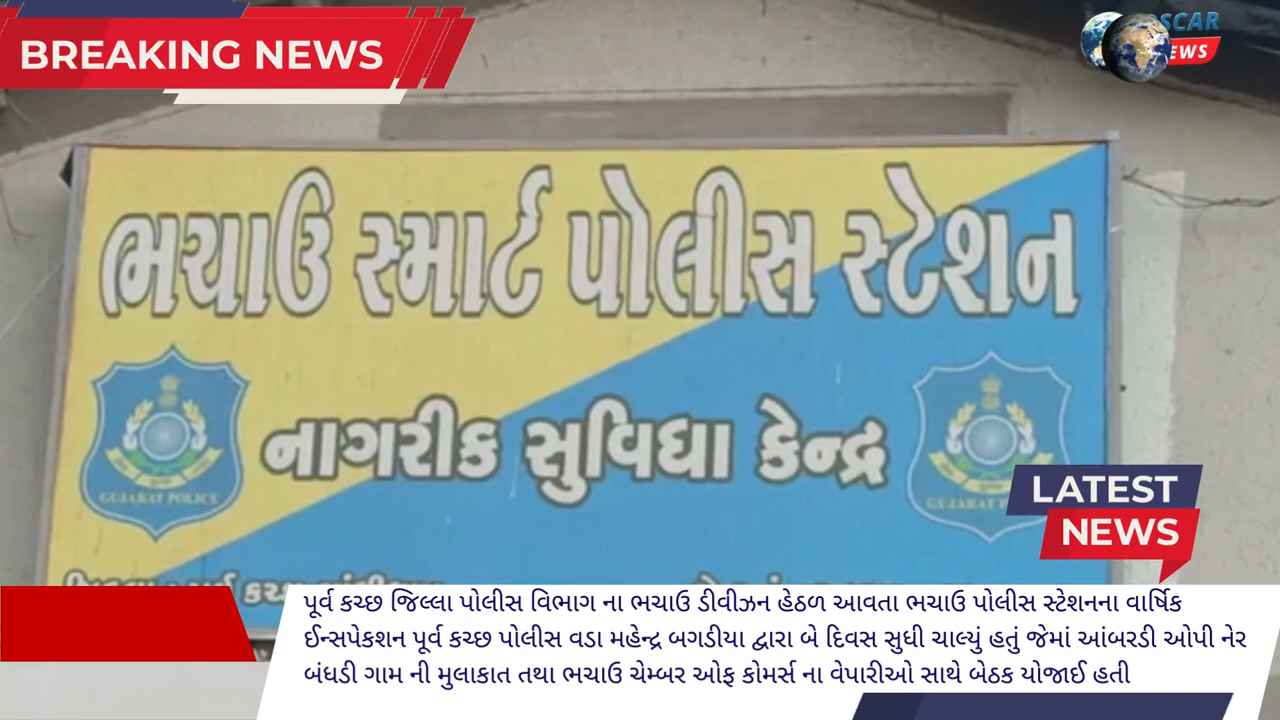 BREAKING NEWS
SCAR
EWS
ભચાઉ સ્માર્ટ પોલીસ સ્ટેશન
નાગરીક સુવિધા કેન્દ્ર
GUJARAT POLICE
LATEST
NEWS
પૂર્વ કચ્છ જિલ્લા પોલીસ વિભાગ ના ભચાઉ ડીવીઝન હેઠળ આવતા ભચાઉ પોલીસ સ્ટેશનના વાર્ષિક
ઈન્સપેકશન પૂર્વ કચ્છ પોલીસ વડા મહેન્દ્ર બગડીયા દ્વારા બે દિવસ સુધી ચાલ્યું હતું જેમાં આંબરડી ઓપી નેર
બંધડી ગામ ની મુલાકાત તથા ભચાઉ ચેમ્બર ઓફ કોમર્સ ના વેપારીઓ સાથે બેઠક યોજાઈ હતી